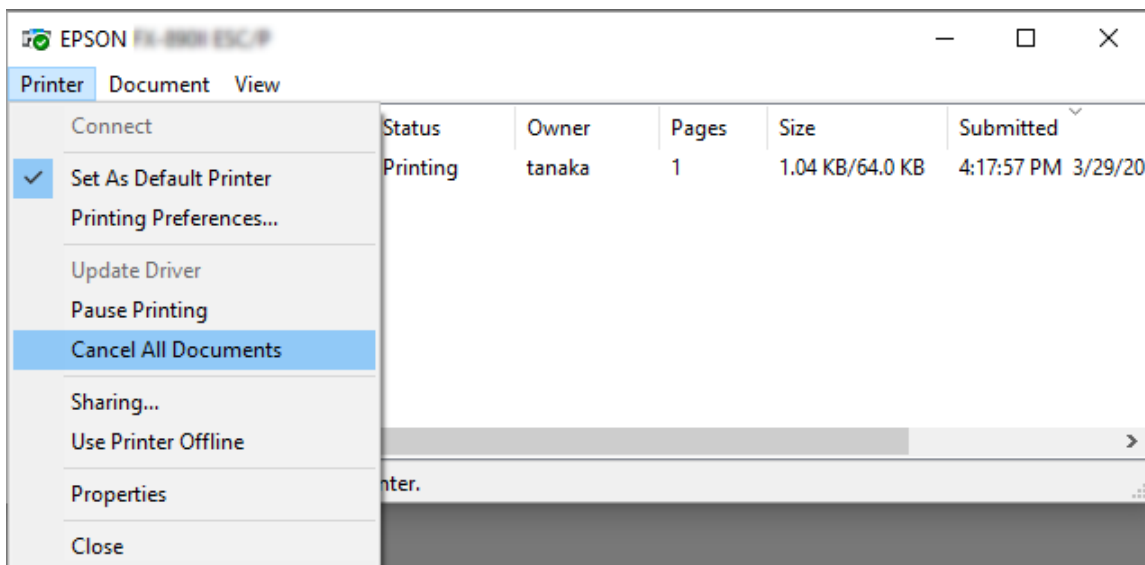 EPSON
Printer Document View
Connect
Status Owner Pages Size Submitted
Set As Default Printer
Printing tanaka 1 1.04 KB/64.0 KB 4:17:57 PM 3/29/20
Printing Preferences...
Update Driver
Pause Printing
Cancel All Documents
Sharing...
Use Printer Offline
Properties
nter.
Close